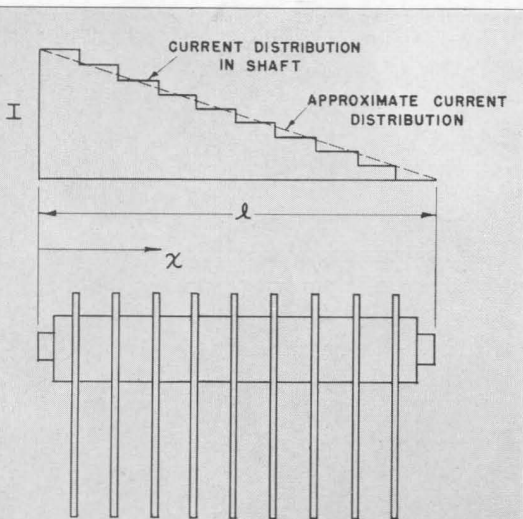 CURRENT DISTRIBUTION
IN SHAFT
I
APPROXIMATE CURRENT
DISTRIBUTION
ℓ
x